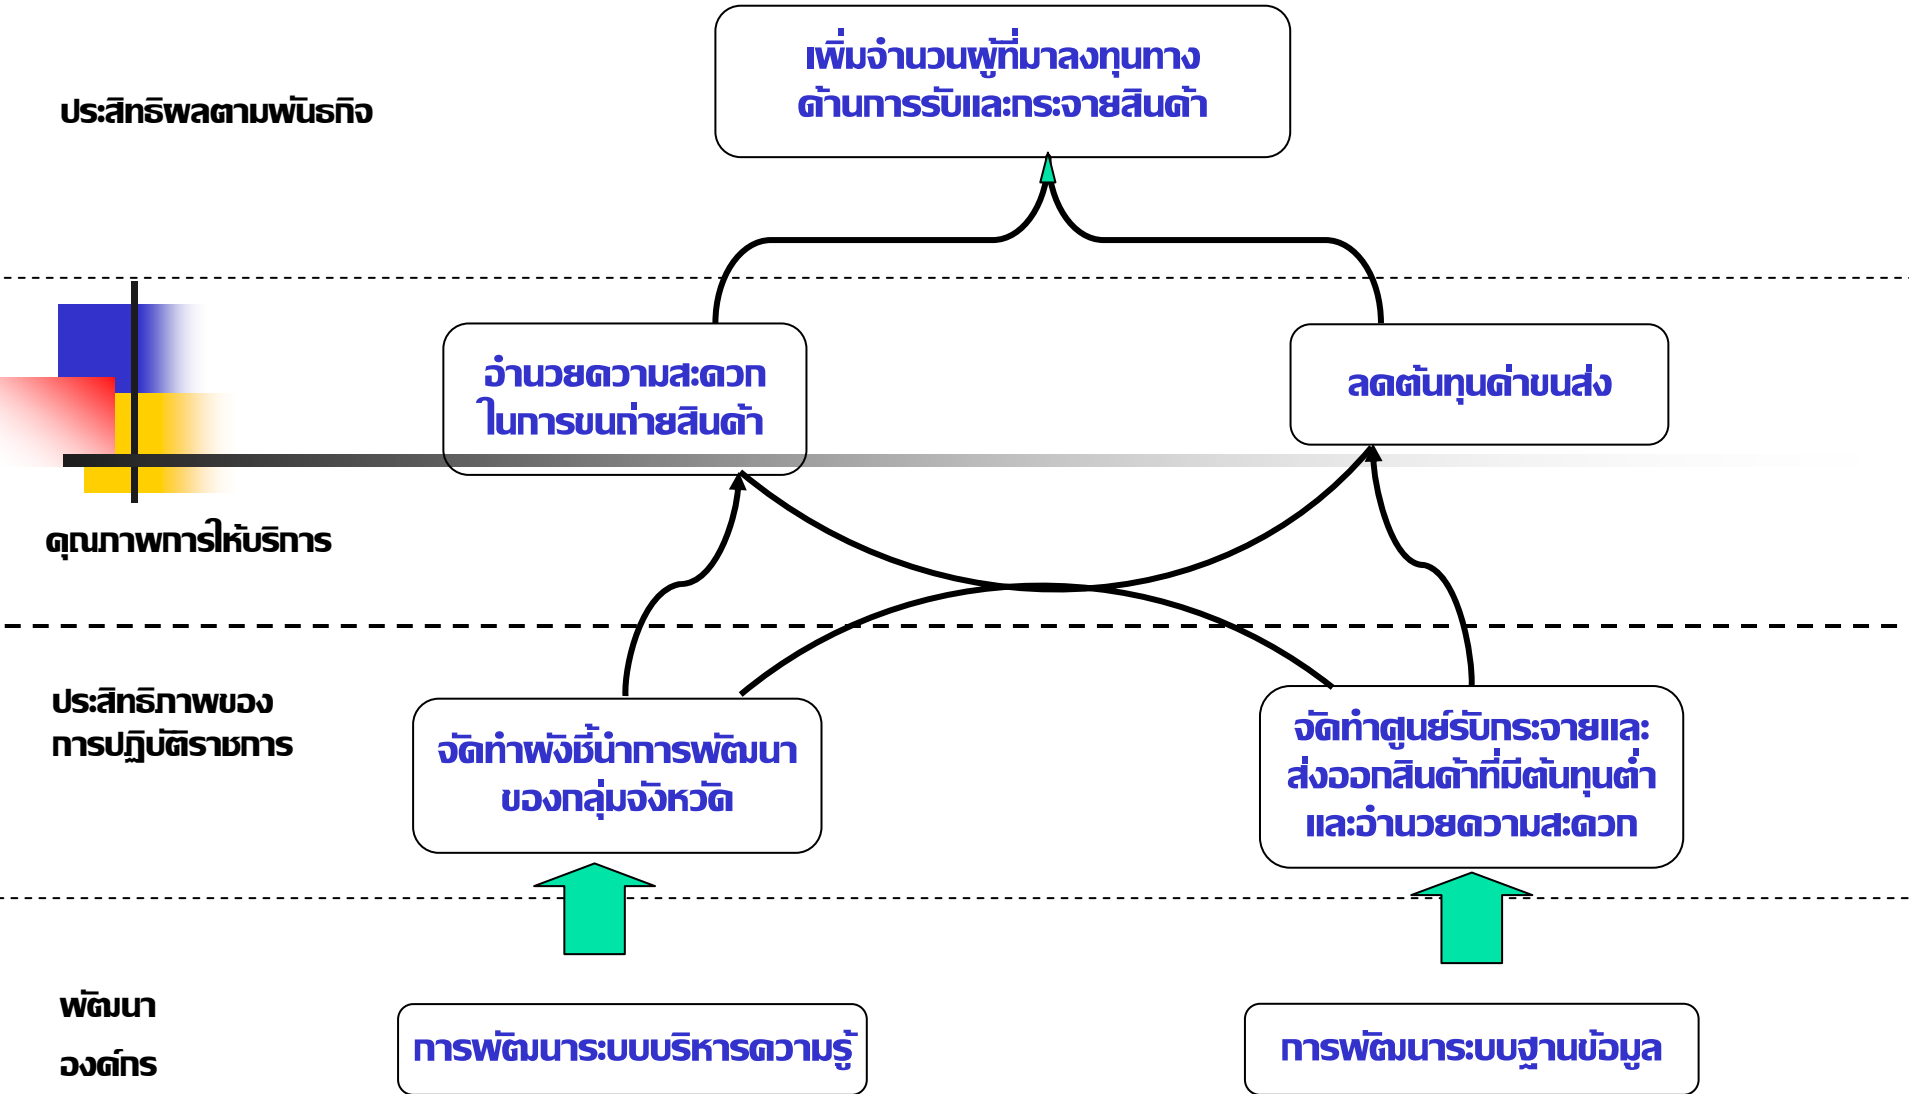 เพิ่มจำนวนผู้ที่มาลงทุนทาง
ด้านการรับและกระจายสินค้า
ประสิทธิผลตามพันธกิจ
อำนวยความสะดวก
ในการขนถ่ายสินค้า
ลดต้นทุนค่าขนส่ง
คุณภาพการให้บริการ
ประสิทธิภาพของ
การปฏิบัติราชการ
จัดทำผังชี้นำการพัฒนา
ของกลุ่มจังหวัด
จัดทำศูนย์รับกระจายและ
ส่งออกสินค้าที่มีต้นทุนต่ำ
และอำนวยความสะดวก
พัฒนา
องค์กร
การพัฒนาระบบบริหารความรู้
การพัฒนาระบบฐานข้อมูล